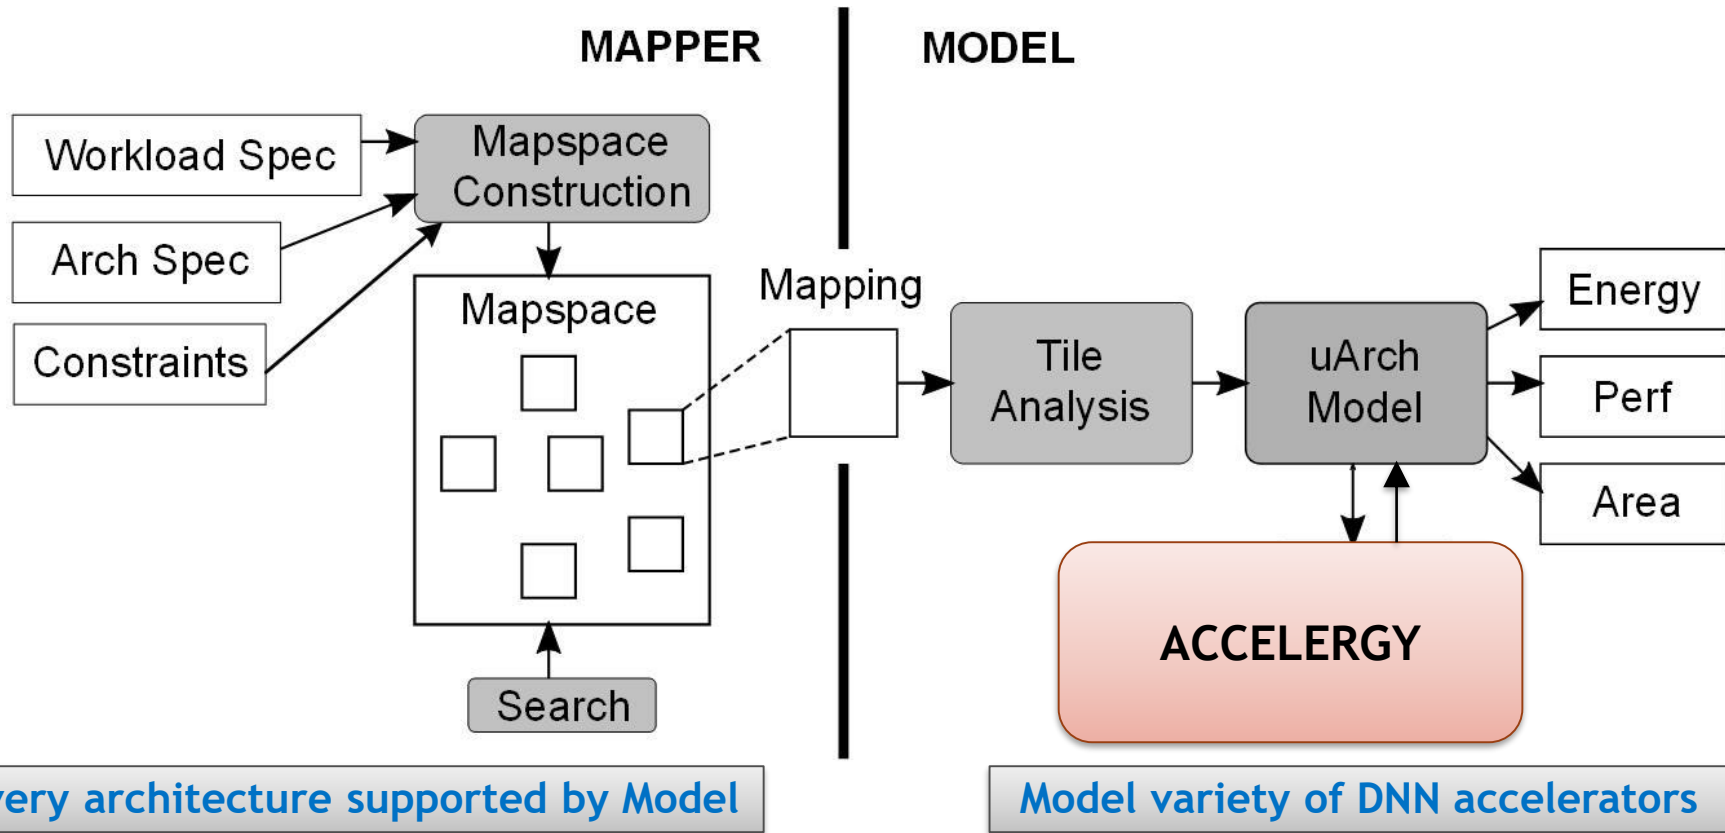 MAPPER
MODEL
Workload Spec
Arch Spec
Constraints
Mapspace
Construction
Mapspace
Search
Mapping
Tile
Analysis
uArch
Model
Energy
Perf
Area
ACCELERGY
architecture supported by Model
Model variety of DNN accelerators